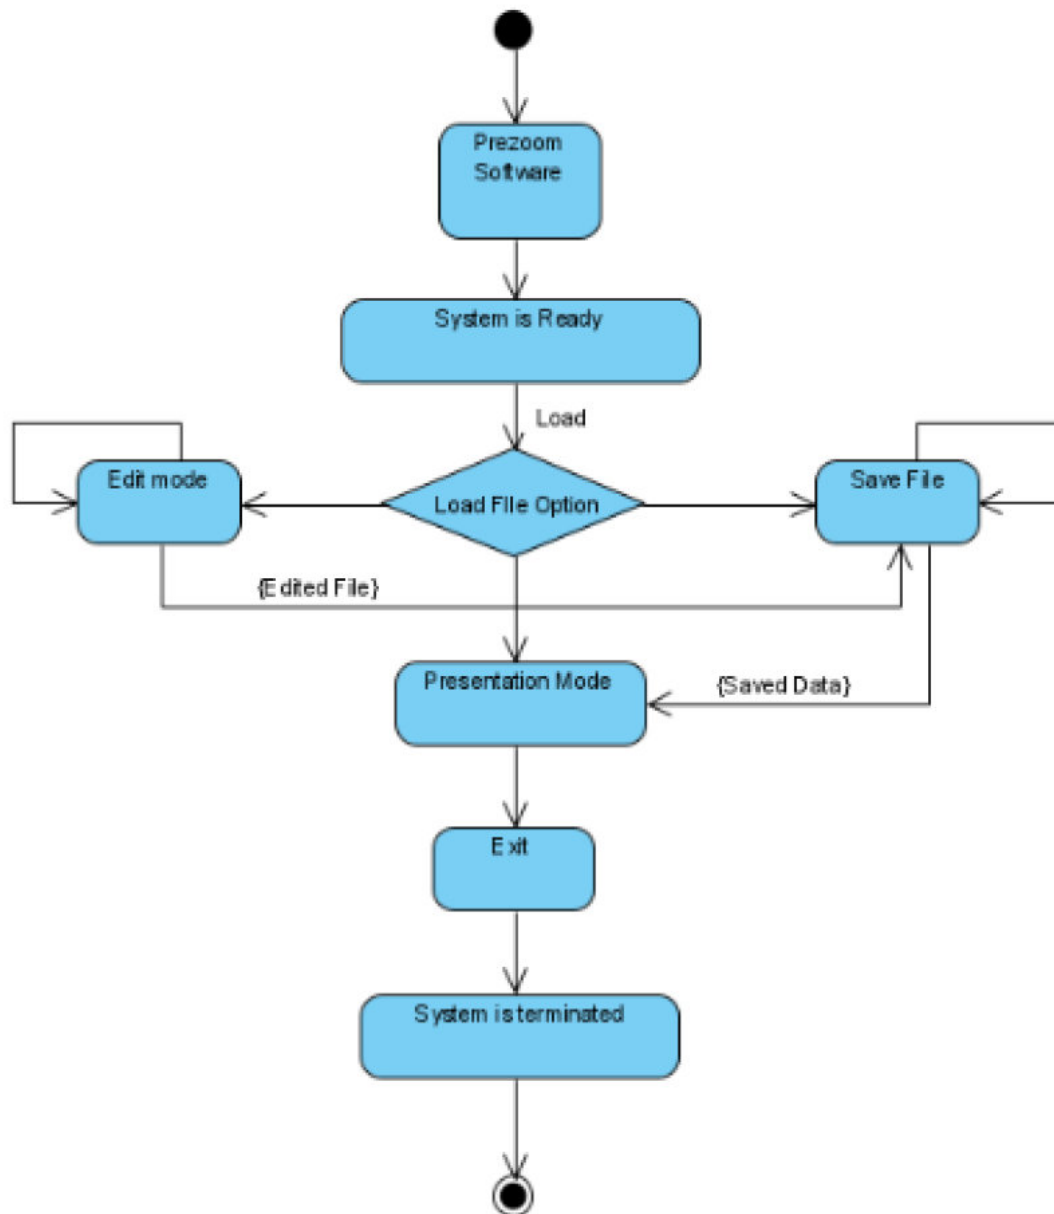 Prezoom
Software
System is Ready
Load
Edit mode
Load File Option
Save File
{Edited File}
Presentation Mode
{Saved Data}
Exit
System is terminated